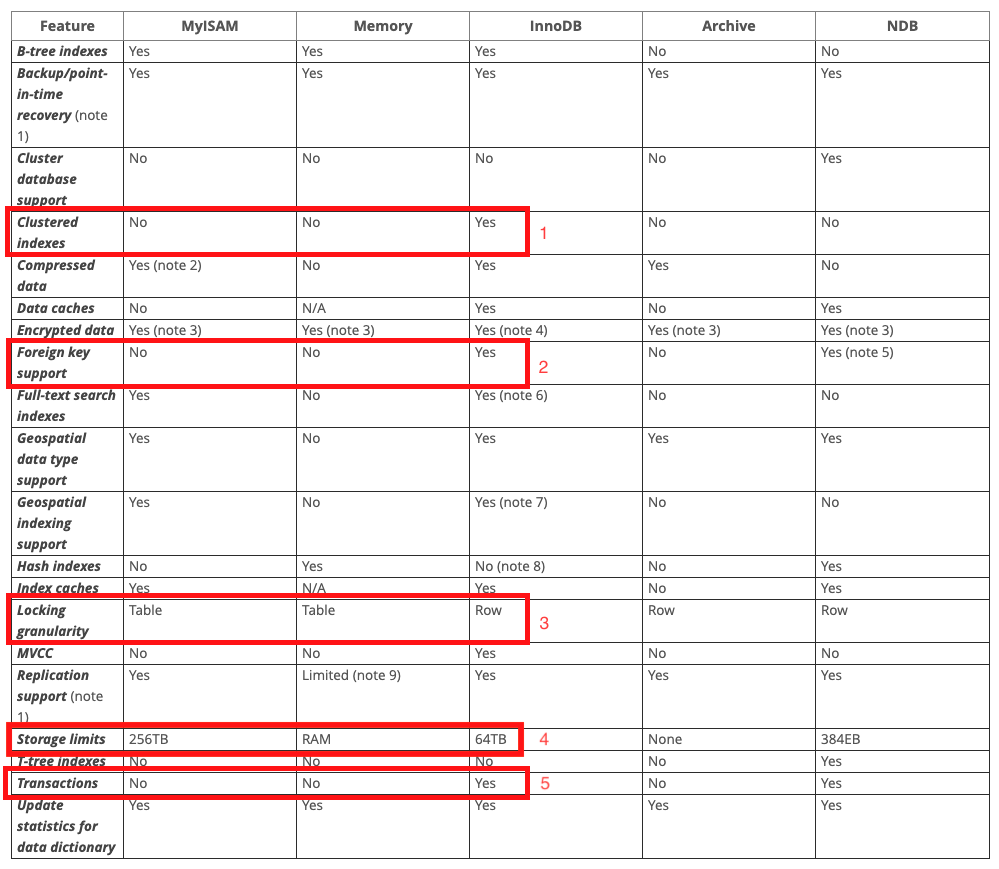 Feature MyISAM Memory InnoDB Archive NDB
B-tree indexes Yes Yes Yes No No
Backup/point- Yes Yes Yes Yes Yes
in-time
recovery (note
1)
Cluster No No No No Yes
database
support
Clustered No No Yes No No
indexes
1
Compressed Yes (note 2) No Yes Yes No
data
Data caches No N/A Yes No Yes
Encrypted data Yes (note 3) Yes (note 3) Yes (note 4) Yes (note 3) Yes (note 3)
Foreign key No No Yes No Yes (note 5)
support
2
Full-text search Yes No Yes (note 6) No No
indexes
Geospatial Yes No Yes Yes Yes
data type
support
Geospatial Yes No Yes (note 7) No No
indexing
support
Hash indexes No Yes No (note 8) No Yes
Index caches Yes N/A Yes No Yes
Locking Table Table Row Row Row
granularity
3
MVCC No No Yes No No
Replication Yes Limited (note 9) Yes Yes Yes
support (note
1)
Storage limits 256TB RAM 64TB 4 None 384EB
T-tree indexes No No No No Yes
Transactions No No Yes 5 No Yes
Update Yes Yes Yes Yes Yes
statistics for
data dictionary